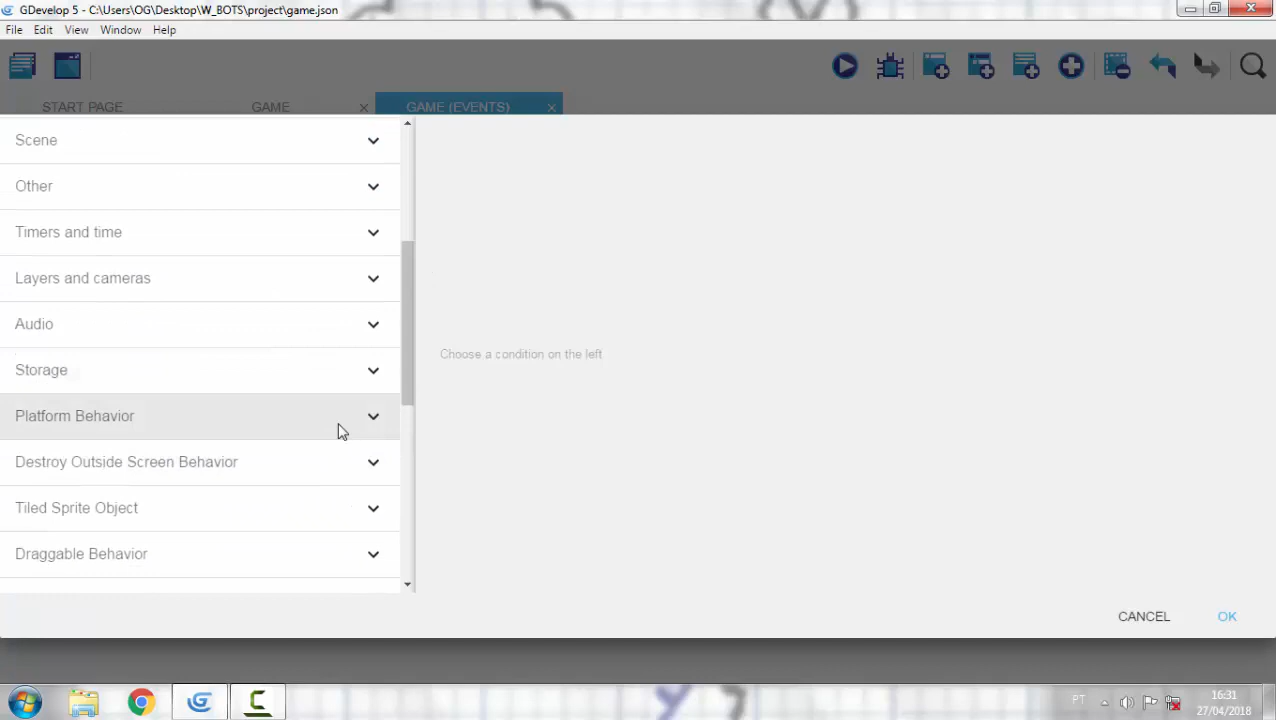 GDevelop 5 - C:\Users\OG\Desktop\W_BOTS\project\game.json
File Edit View Window Help
START PAGE GAME GAME (EVENTS)
Scene
Other
Timers and time
Layers and cameras
Audio
Storage
Platform Behavior
Destroy Outside Screen Behavior
Tiled Sprite Object
Draggable Behavior
Choose a condition on the left
CANCEL OK
PT
16:31
27/04/2018